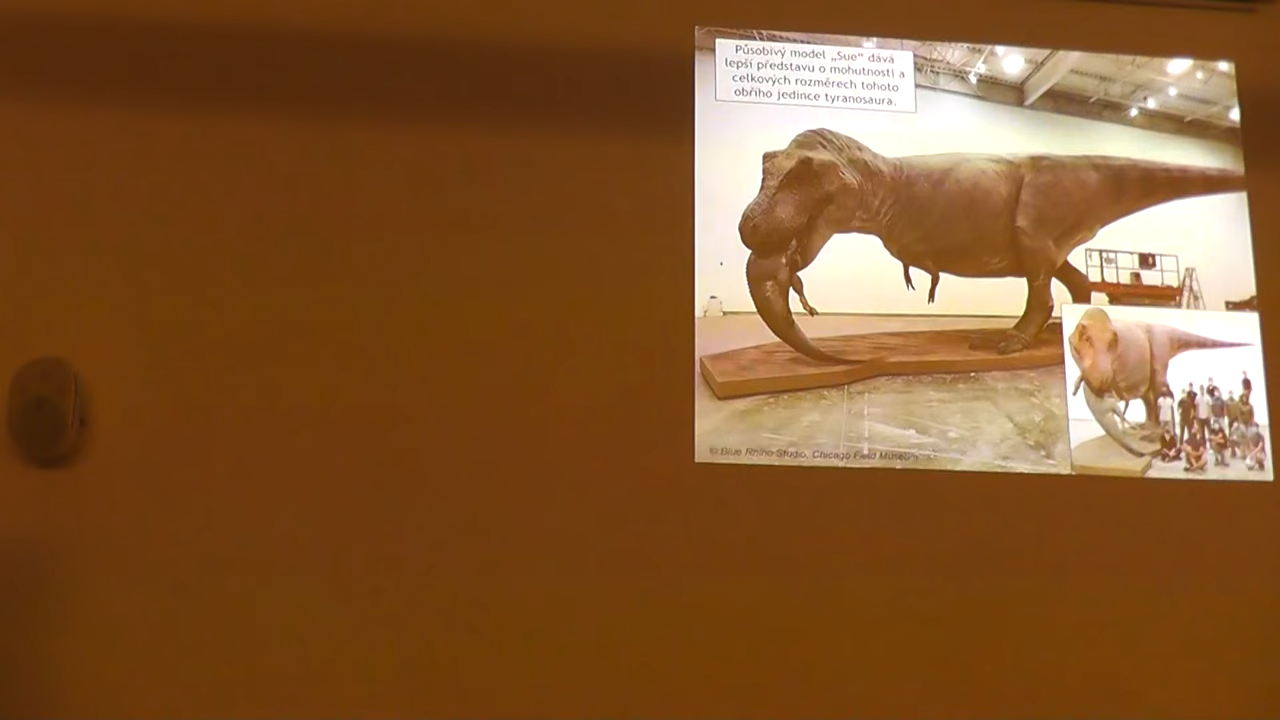 Působivý model „Sue“ dává
lepší představu o mohutnosti a
celkových rozměrech tohoto
obřího jedince tyranosaura.
© Blue Rhino Studio, Chicago Field Museum